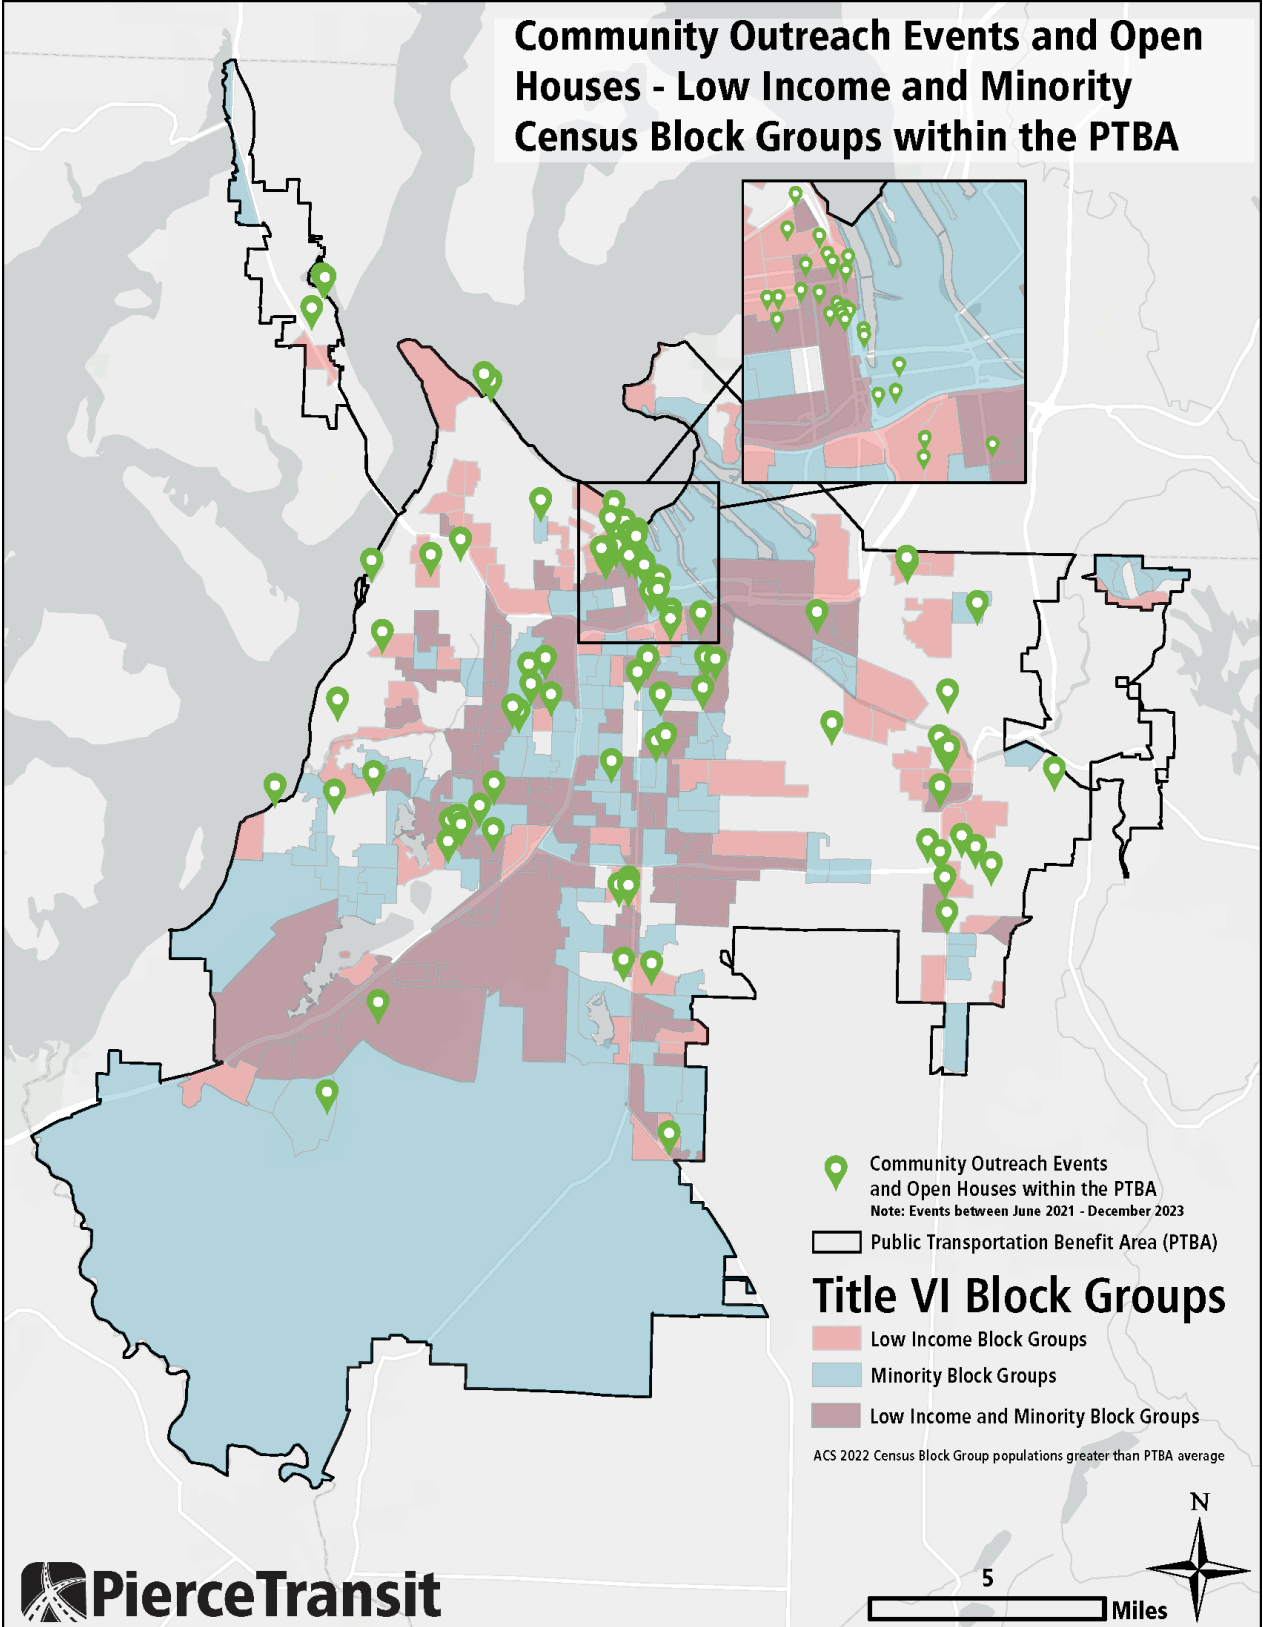 Community Outreach Events and Open
Houses - Low Income and Minority
Census Block Groups within the PTBA
Community Outreach Events
and Open Houses within the PTBA
Note: Events between June 2021 - December 2023
Public Transportation Benefit Area (PTBA)
Title VI Block Groups
Low Income Block Groups
Minority Block Groups
Low Income and Minority Block Groups
ACS 2022 Census Block Group populations greater than PTBA average
N
5
Miles
PierceTransit